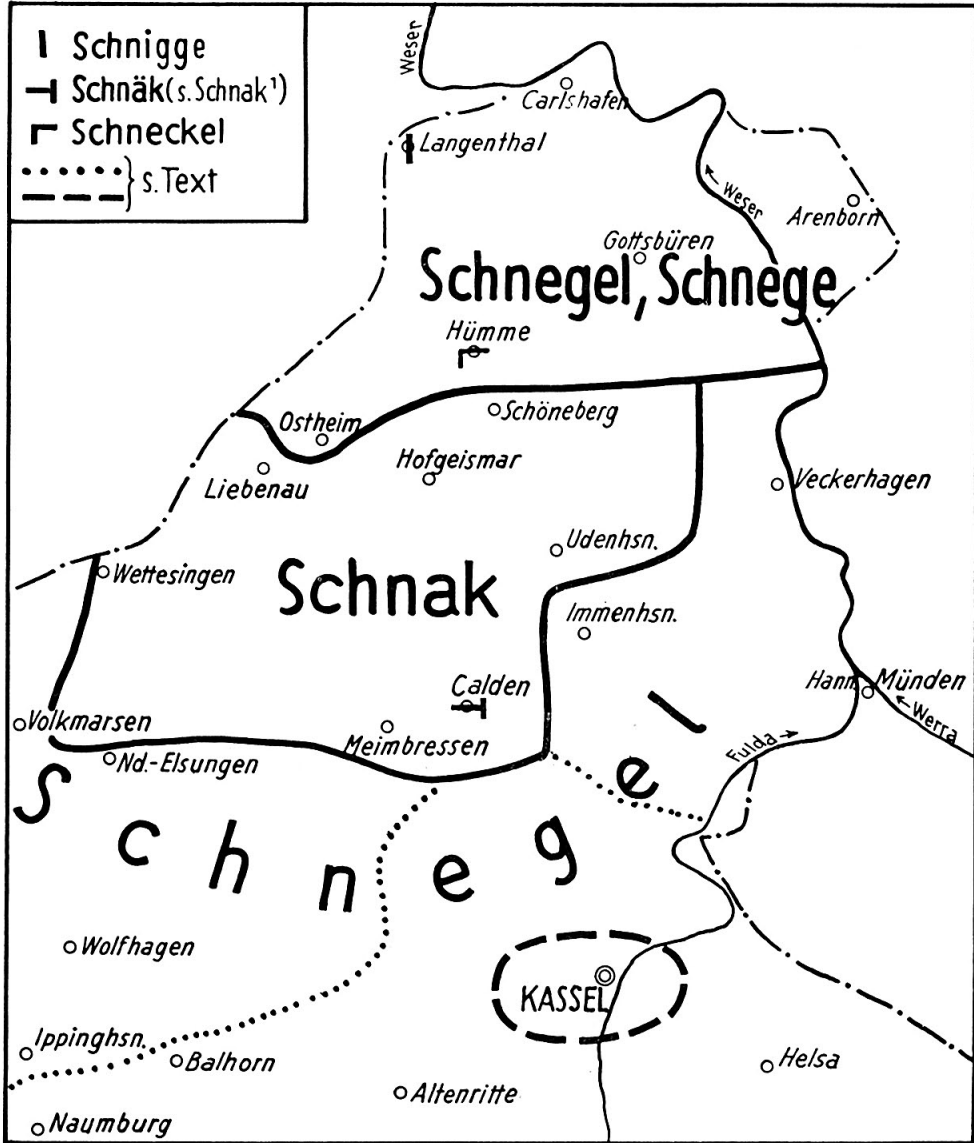 Schnigge
Schnäk (s. Schnak¹)
Schneckel
} s. Text
Weser
Carlshafen
Langenthal
Weser
Arenborn
Gottsbüren
Schnegel, Schnege
Hümme
Ostheim
Schöneberg
Hofgeismar
Liebenau
Veckerhagen
Udenhsn.
Wettesingen
Schnak
Immenhsn.
Calden
Hann. Münden
Volkmarsen
Meimbressen
Werra
Nd.-Elsungen
Fulda
Schnegel
Wolfhagen
KASSEL
Ippinghsn.
Balhorn
Helsa
Altenritte
Naumburg